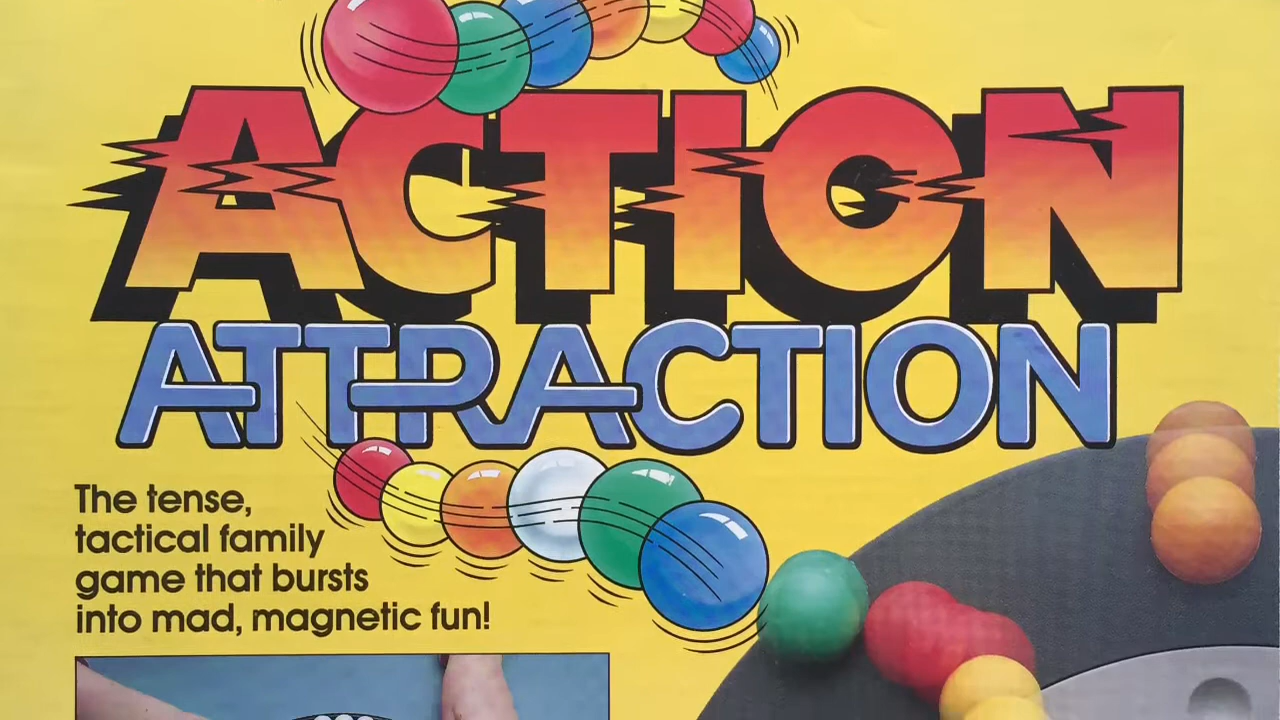 ACTION
ATTRACTION
The tense,
tactical family
game that bursts
into mad, magnetic fun!